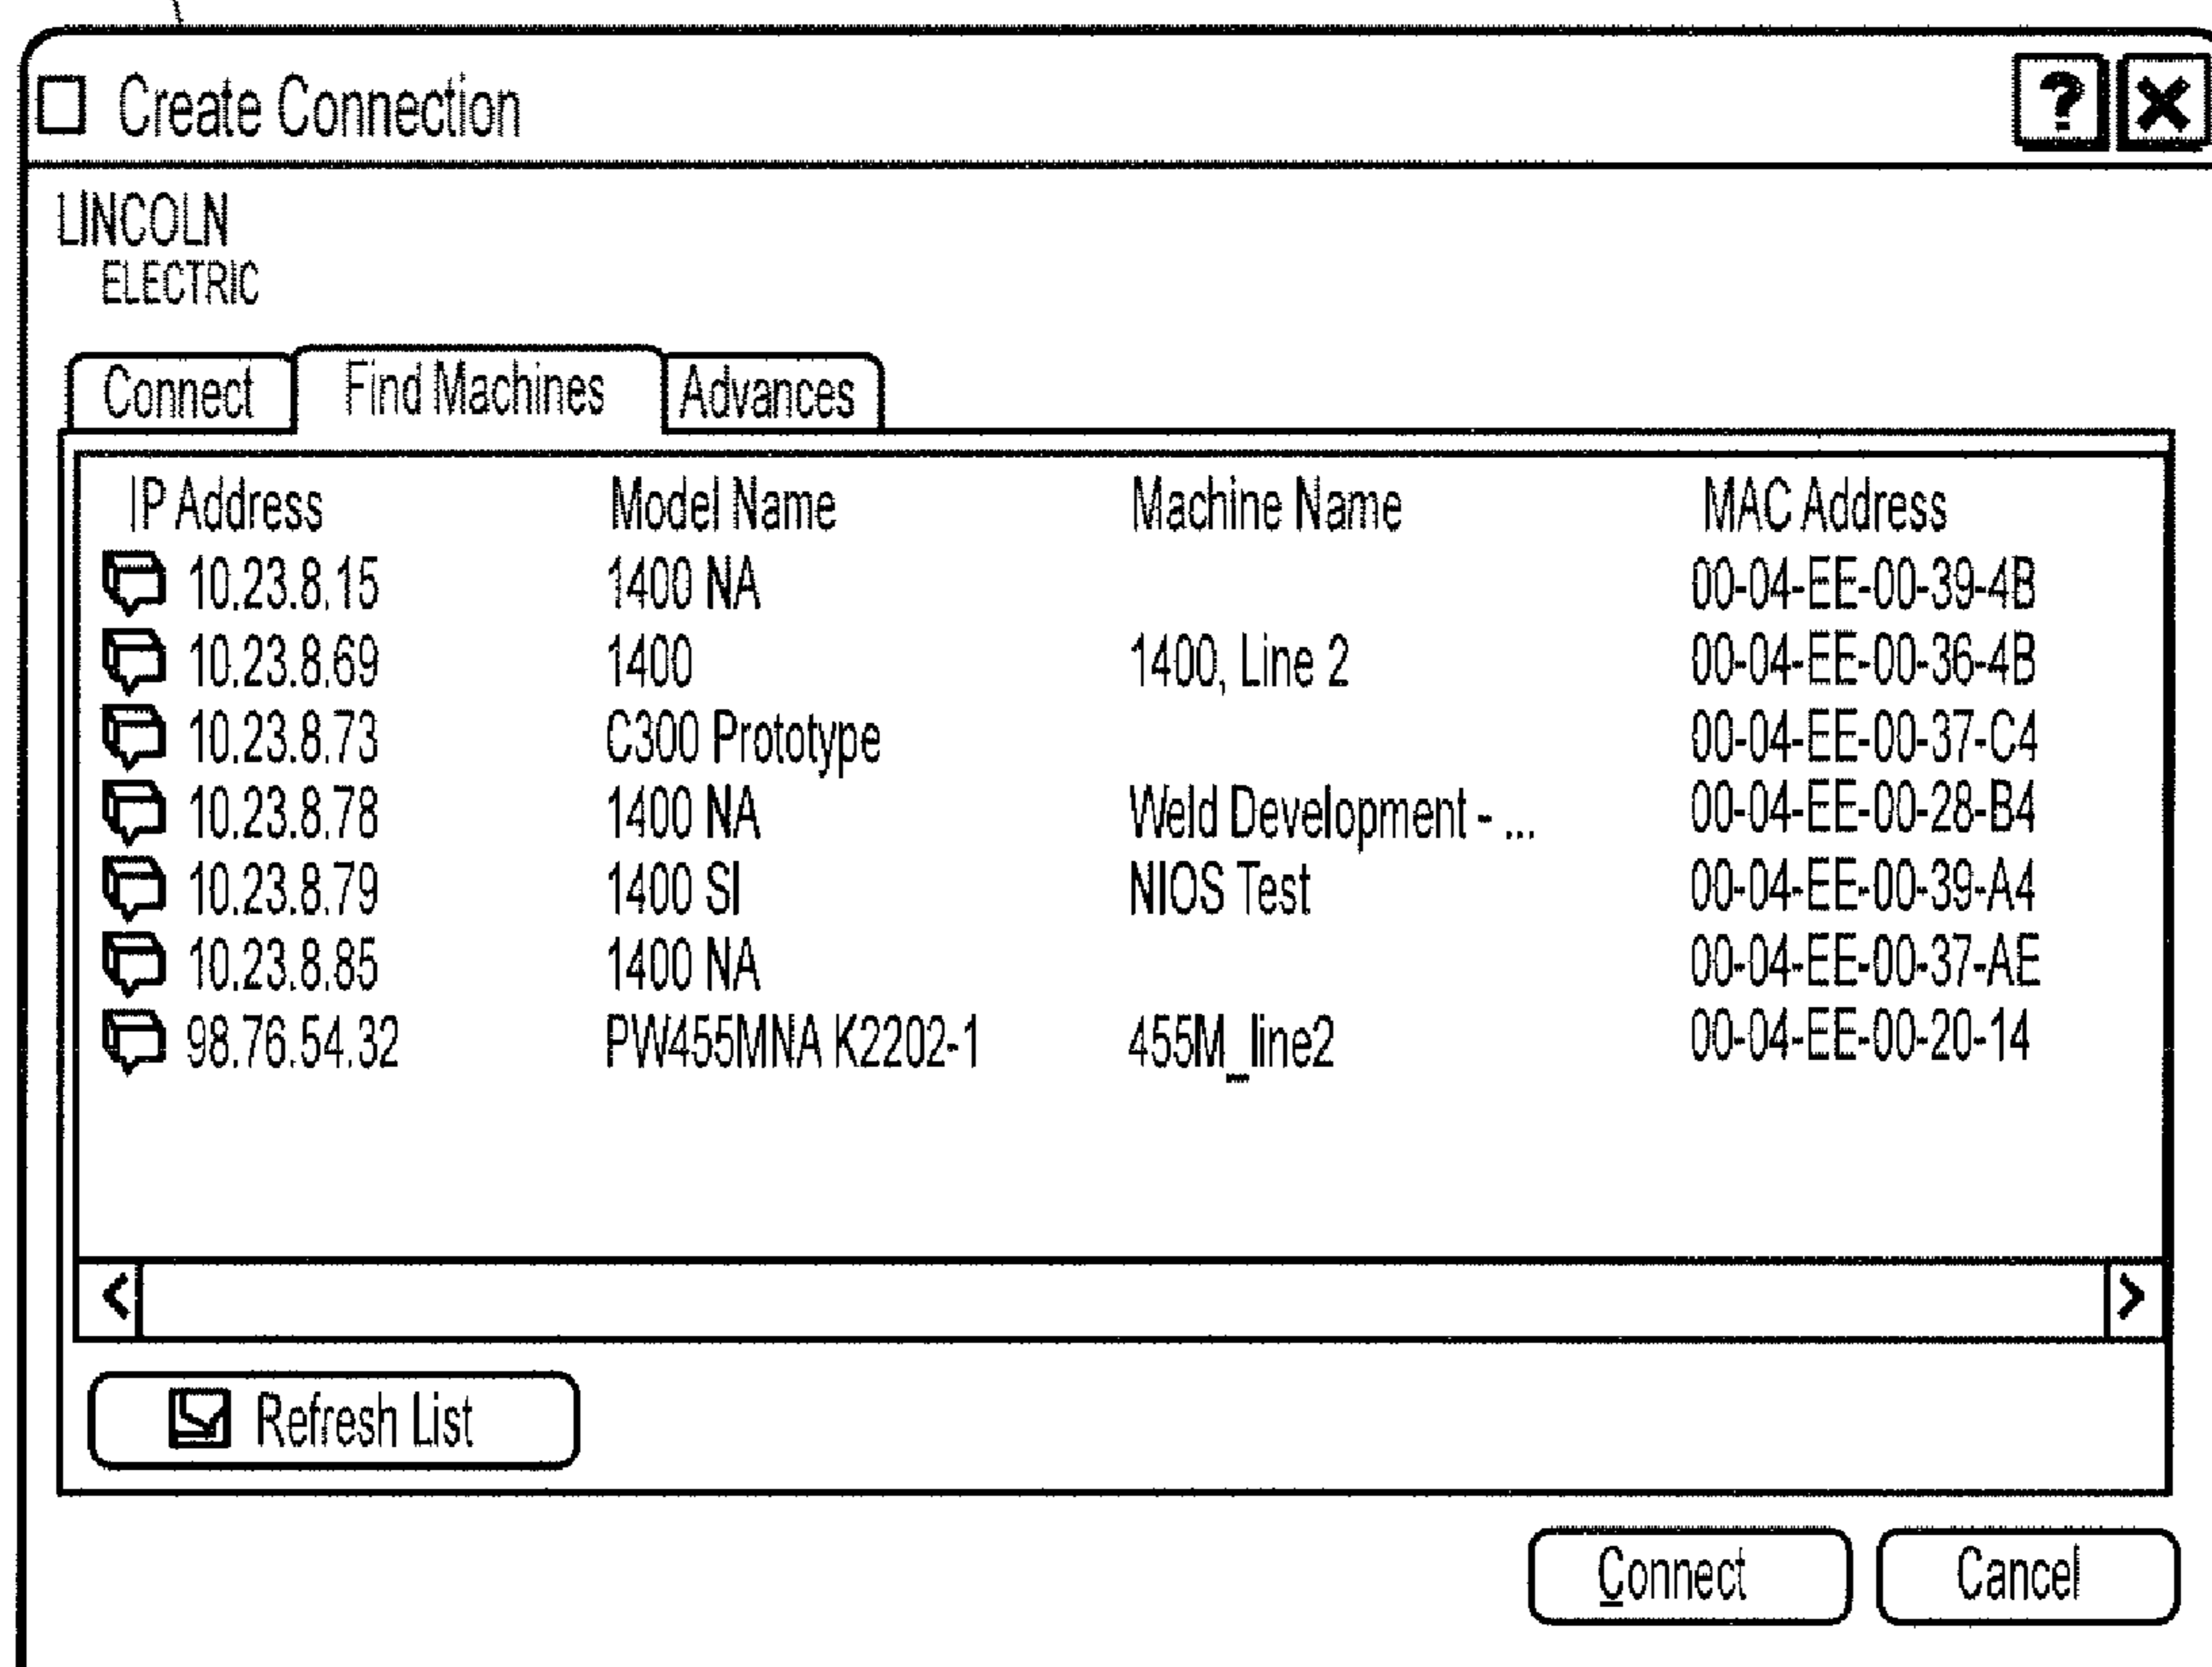 Create Connection ? X
LINCOLN
ELECTRIC
Connect Find Machines Advances
IP Address Model Name Machine Name MAC Address
10.23.8.15 1400 NA 00-04-EE-00-39-4B
10.23.8.69 1400 1400, Line 2 00-04-EE-00-36-4B
10.23.8.73 C300 Prototype 00-04-EE-00-37-C4
10.23.8.78 1400 NA Weld Development - ... 00-04-EE-00-28-B4
10.23.8.79 1400 SI NIOS Test 00-04-EE-00-39-A4
10.23.8.85 1400 NA 00-04-EE-00-37-AE
98.76.54.32 PW455MNA K2202-1 455M_line2 00-04-EE-00-20-14
< >
Refresh List
Connect Cancel